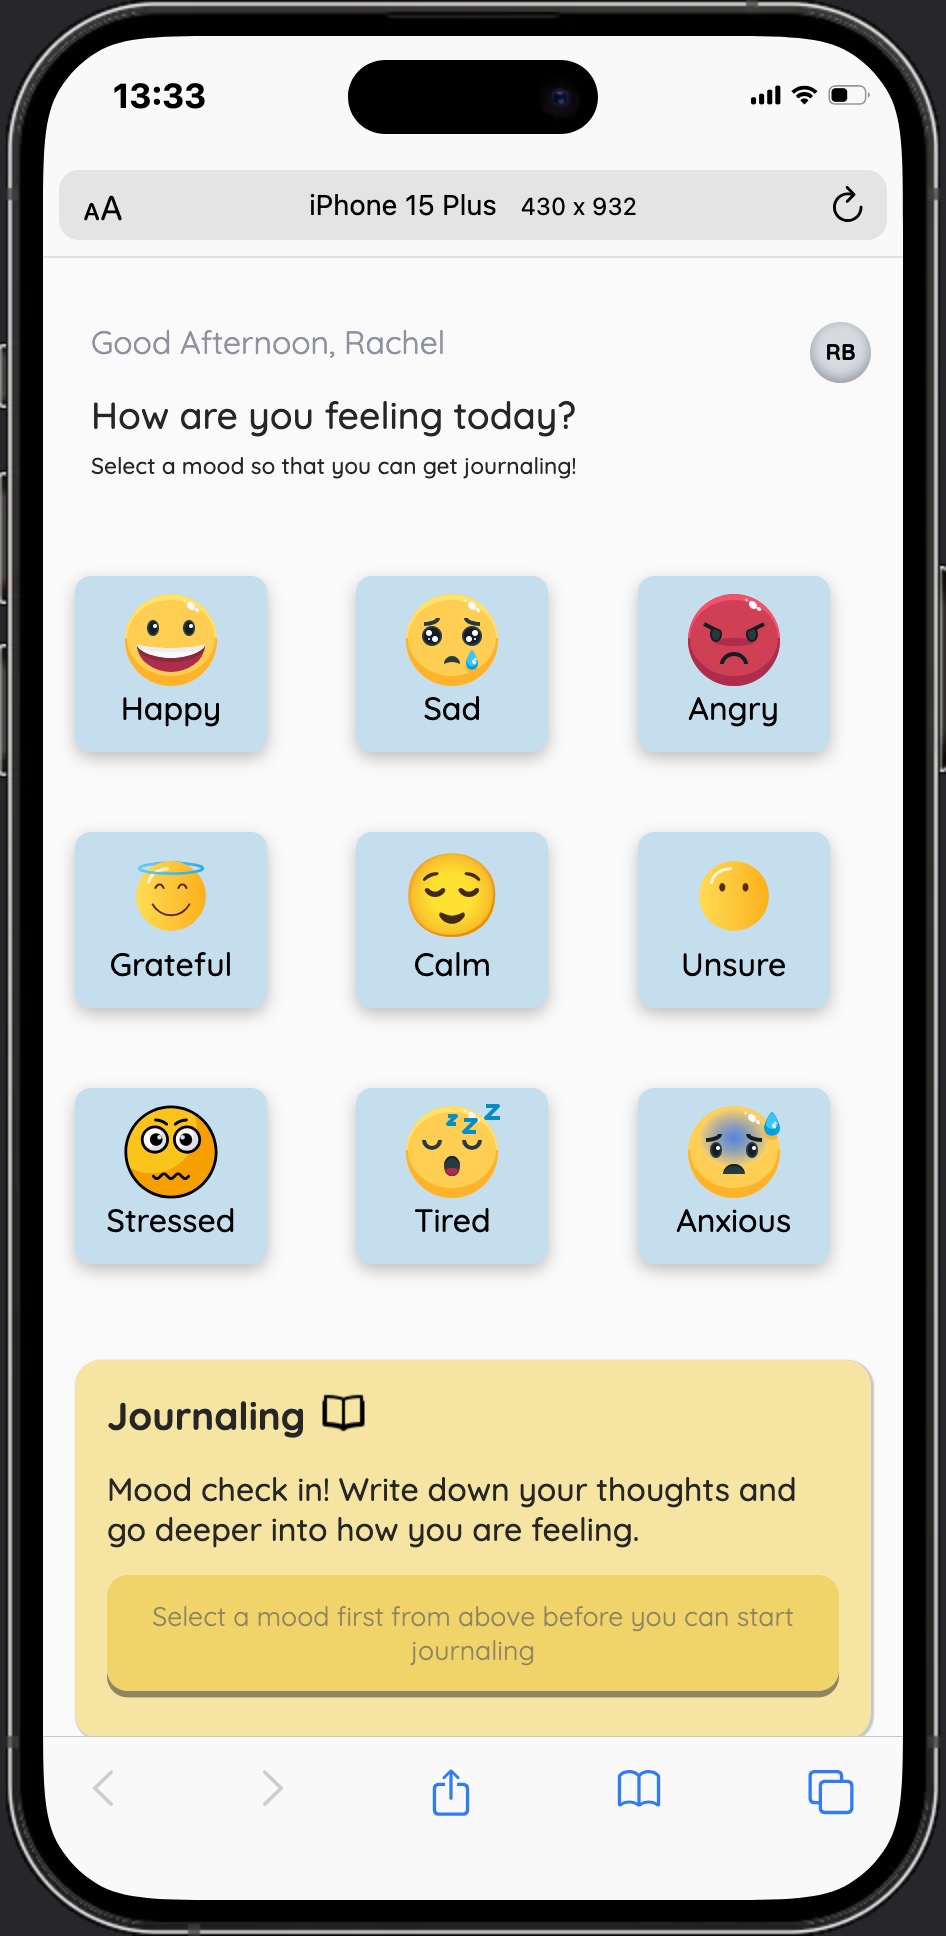 13:33
AA iPhone 15 Plus 430 x 932
Good Afternoon, Rachel
RB
How are you feeling today?
Select a mood so that you can get journaling!
Happy Sad Angry
Grateful Calm Unsure
z z z
Stressed Tired Anxious
Journaling
Mood check in! Write down your thoughts and
go deeper into how you are feeling.
Select a mood first from above before you can start
journaling